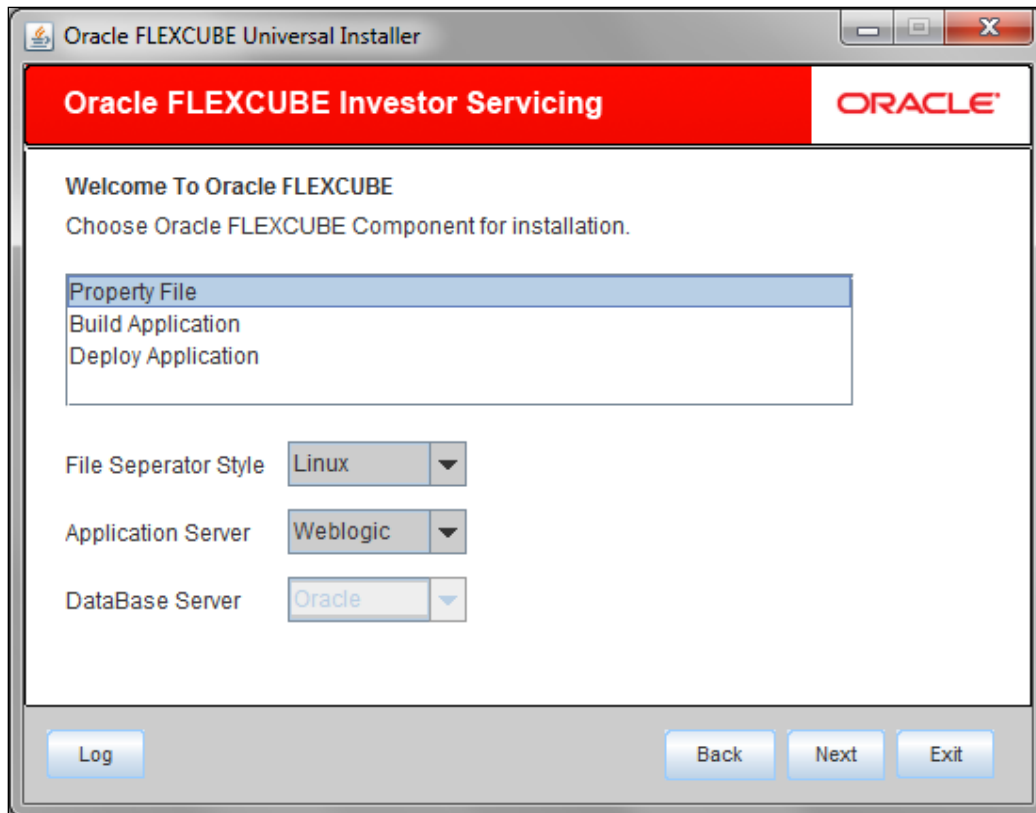 Oracle FLEXCUBE Universal Installer
Oracle FLEXCUBE Investor Servicing
ORACLE
Welcome To Oracle FLEXCUBE
Choose Oracle FLEXCUBE Component for installation.
Property File
Build Application
Deploy Application
File Seperator Style Linux
Application Server Weblogic
DataBase Server Oracle
Log Back Next Exit